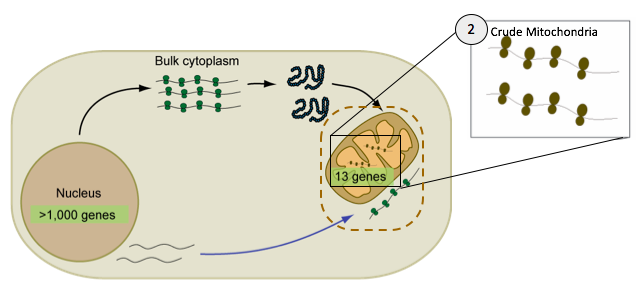 2
Crude Mitochondria
Bulk cytoplasm
13 genes
Nucleus
>1,000 genes